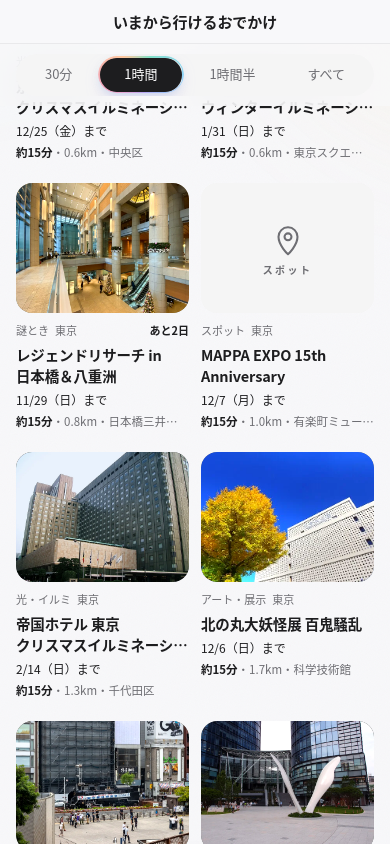 いまから行けるおでかけ
30分
1時間
1時間半
すべて
クリスマスイルミネーシ…
ウィンターイルミネーシ…
12/25（金）まで
1/31（日）まで
約15分・0.6km・中央区
約15分・0.6km・東京スクエ…
スポット
謎とき 東京
あと2日
スポット 東京
レジェンドリサーチ in
日本橋＆八重洲
MAPPA EXPO 15th
Anniversary
11/29（日）まで
12/7（月）まで
約15分・0.8km・日本橋三井…
約15分・1.0km・有楽町ミュー…
光・イルミ 東京
アート・展示 東京
帝国ホテル 東京
クリスマスイルミネーシ…
北の丸大妖怪展 百鬼騒乱
2/14（日）まで
12/6（日）まで
約15分・1.3km・千代田区
約15分・1.7km・科学技術館